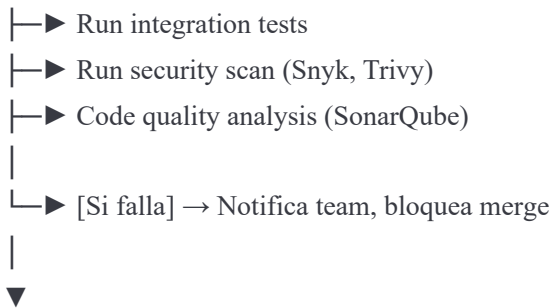 ├─► Run integration tests
├─► Run security scan (Snyk, Trivy)
├─► Code quality analysis (SonarQube)
│
└─► [Si falla] → Notifica team, bloquea merge
│
▼